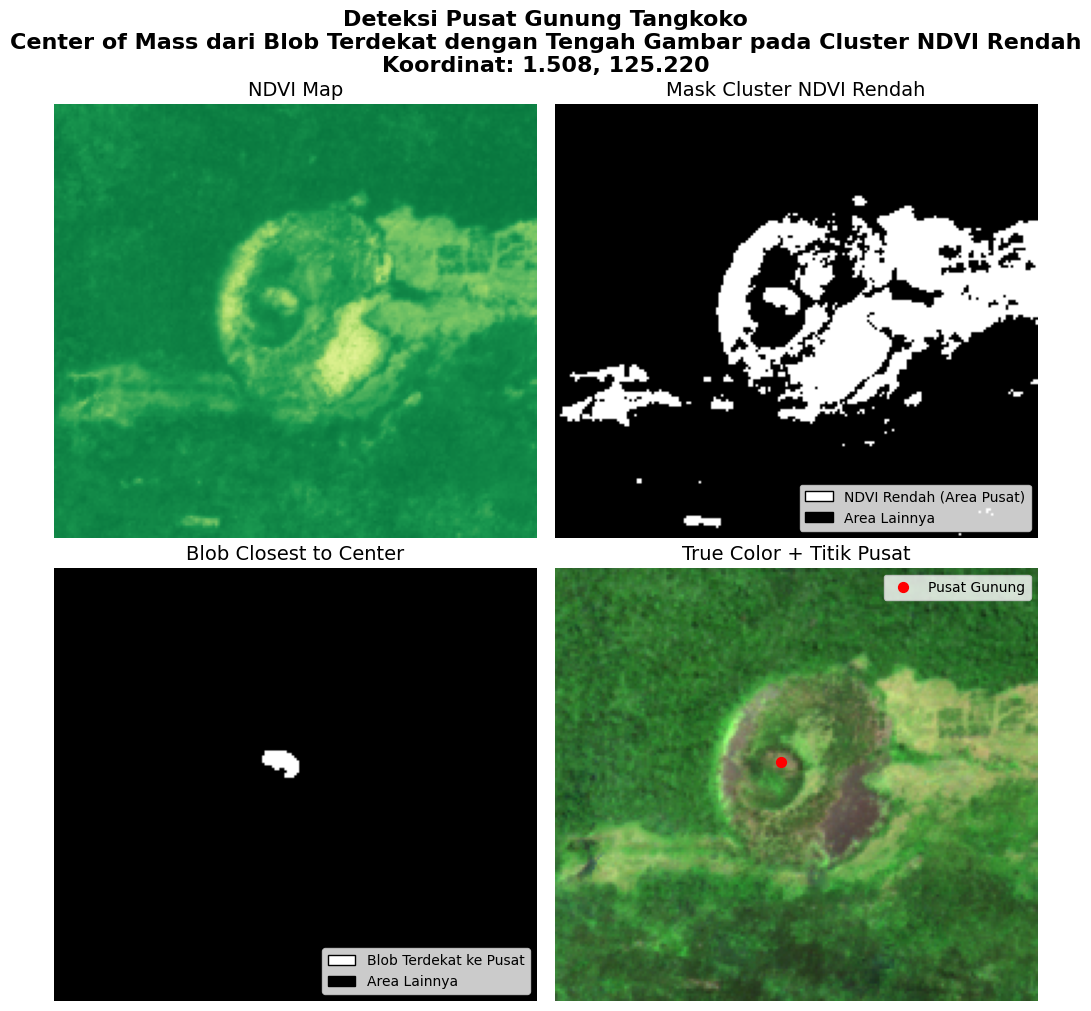 Deteksi Pusat Gunung Tangkoko
Center of Mass dari Blob Terdekat dengan Tengah Gambar pada Cluster NDVI Rendah
Koordinat: 1.508, 125.220
NDVI Map
Mask Cluster NDVI Rendah
NDVI Rendah (Area Pusat)
Area Lainnya
Blob Closest to Center
True Color + Titik Pusat
Blob Terdekat ke Pusat
Area Lainnya
Pusat Gunung